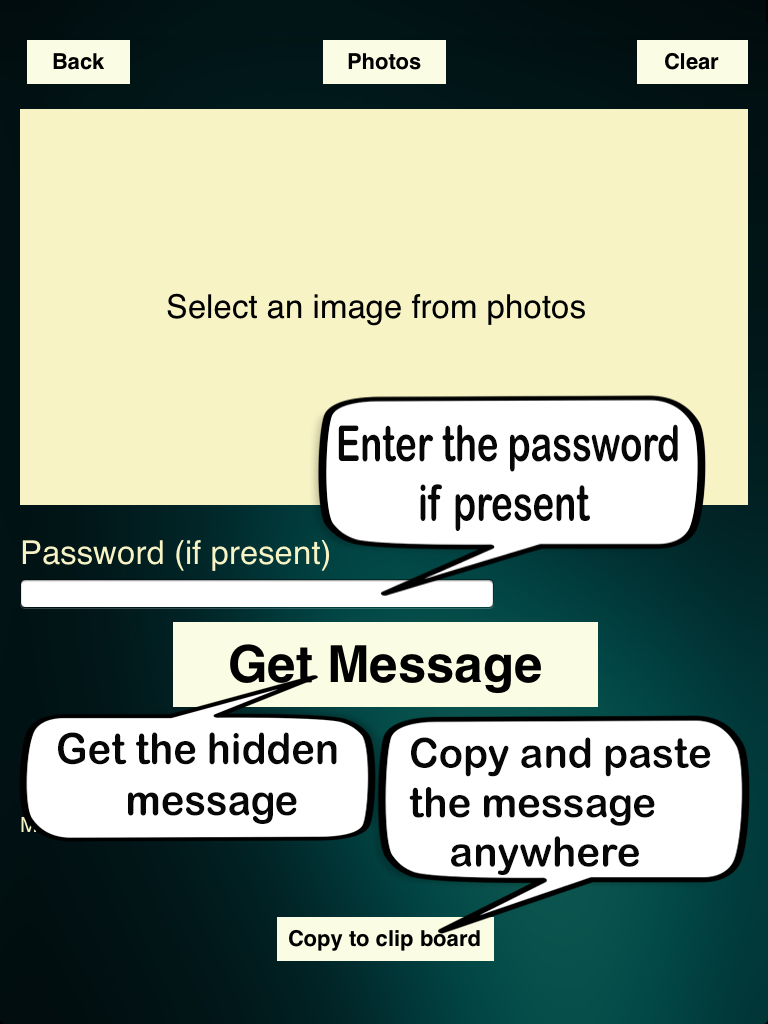 Back
Photos
Clear
Select an image from photos
Enter the password
if present
Password (if present)
Get Message
Get the hidden
message
Copy and paste
the message
anywhere
Copy to clip board